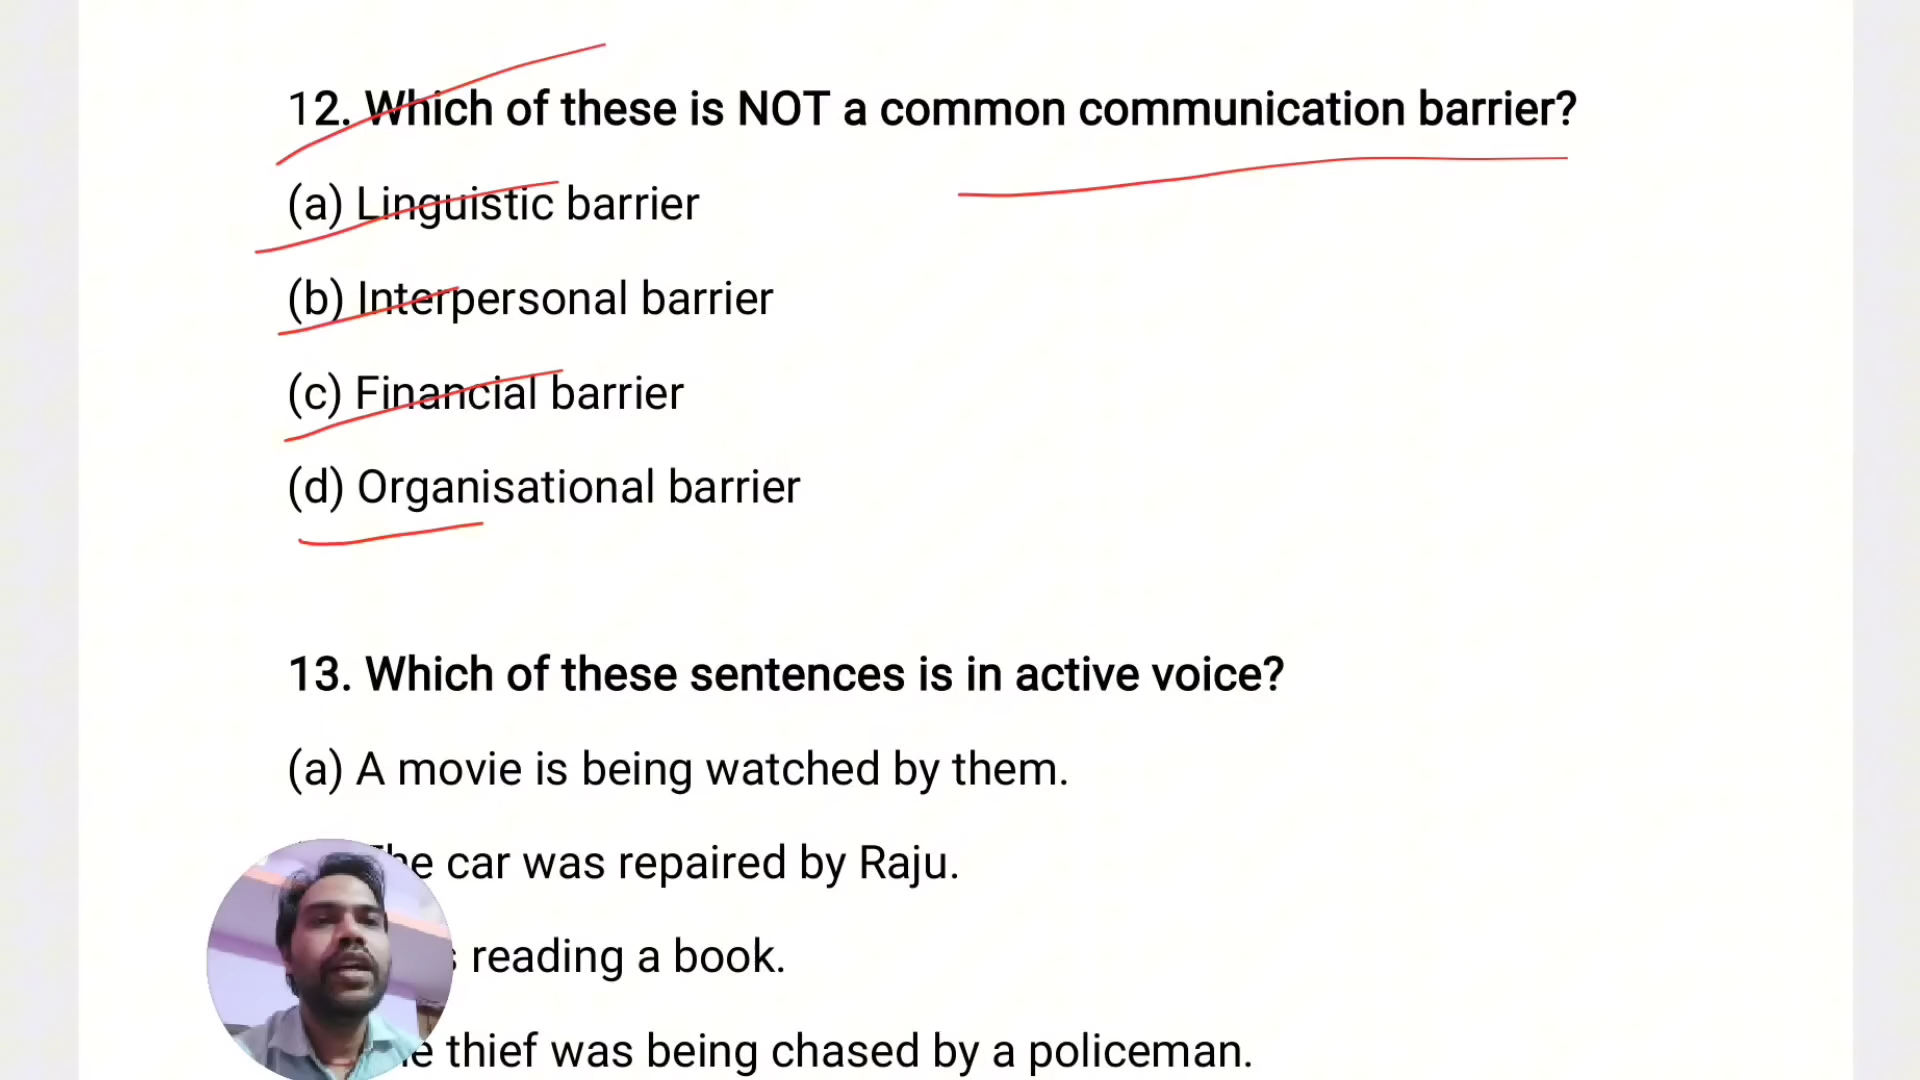 12. Which of these is NOT a common communication barrier?
(a) Linguistic barrier
(b) Interpersonal barrier
(c) Financial barrier
(d) Organisational barrier
13. Which of these sentences is in active voice?
(a) A movie is being watched by them.
car was repaired by Raju.
reading a book.
thief was being chased by a policeman.